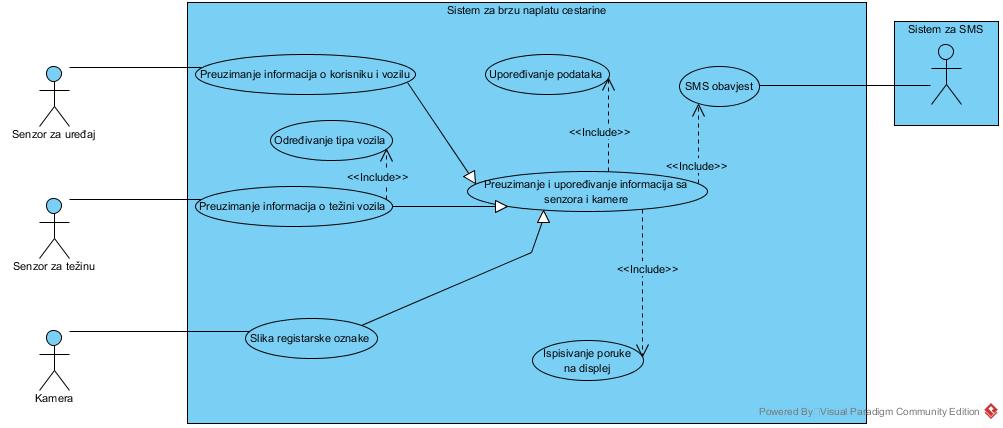 Sistem za brzu naplatu cestarine
Sistem za SMS
Preuzimanje informacija o korisniku i vozilu
Upoređivanje podataka
SMS obavjest
Senzor za uređaj
Određivanje tipa vozila
<<Include>>
<<Include>>
<<Include>>
Preuzimanje informacija o težini vozila
Preuzimanje i upoređivanje informacija sa
senzora i kamere
Senzor za težinu
<<Include>>
Slika registarske oznake
Ispisivanje poruke
na displej
Kamera
Powered By Visual Paradigm Community Edition